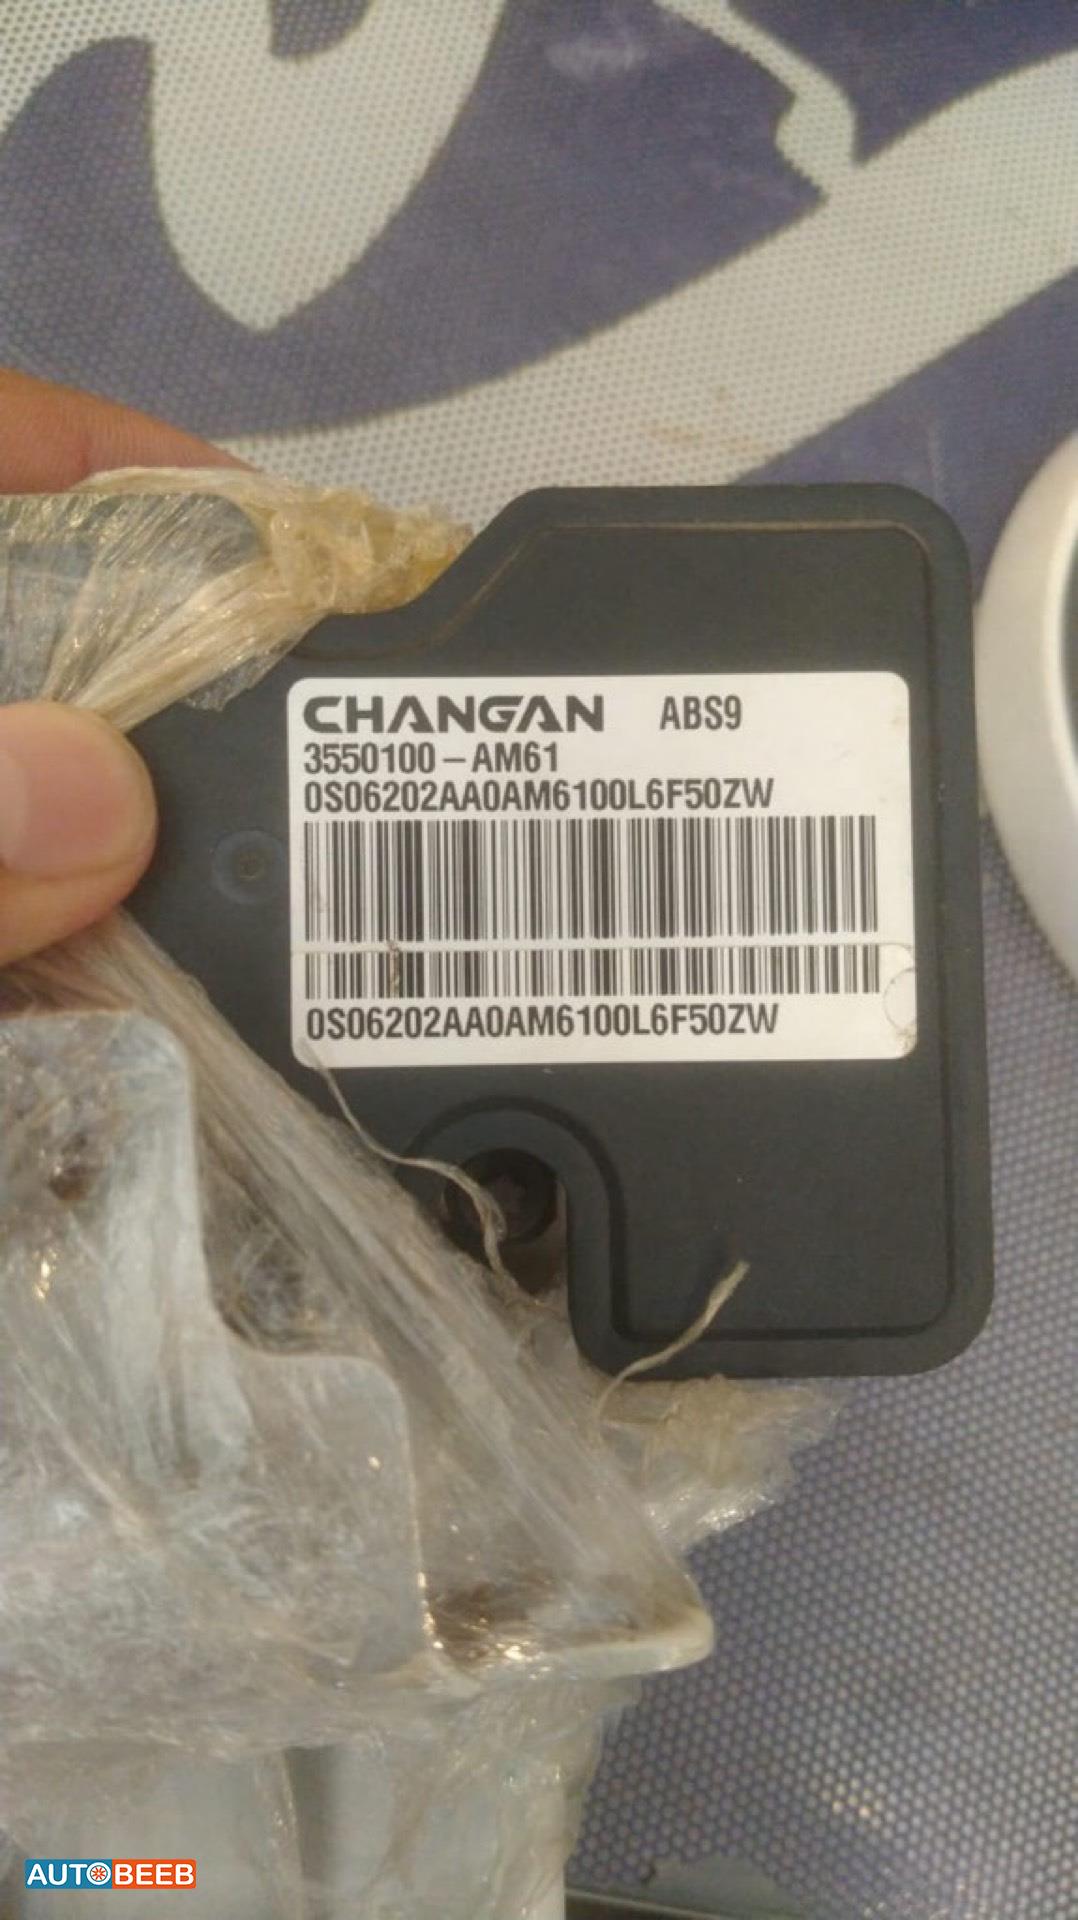 CHANGAN ABS9
3550100-AM61
0S06202AA0AM6100L6F50ZW
0S06202AA0AM6100L6F50ZW
AUTOBEEB